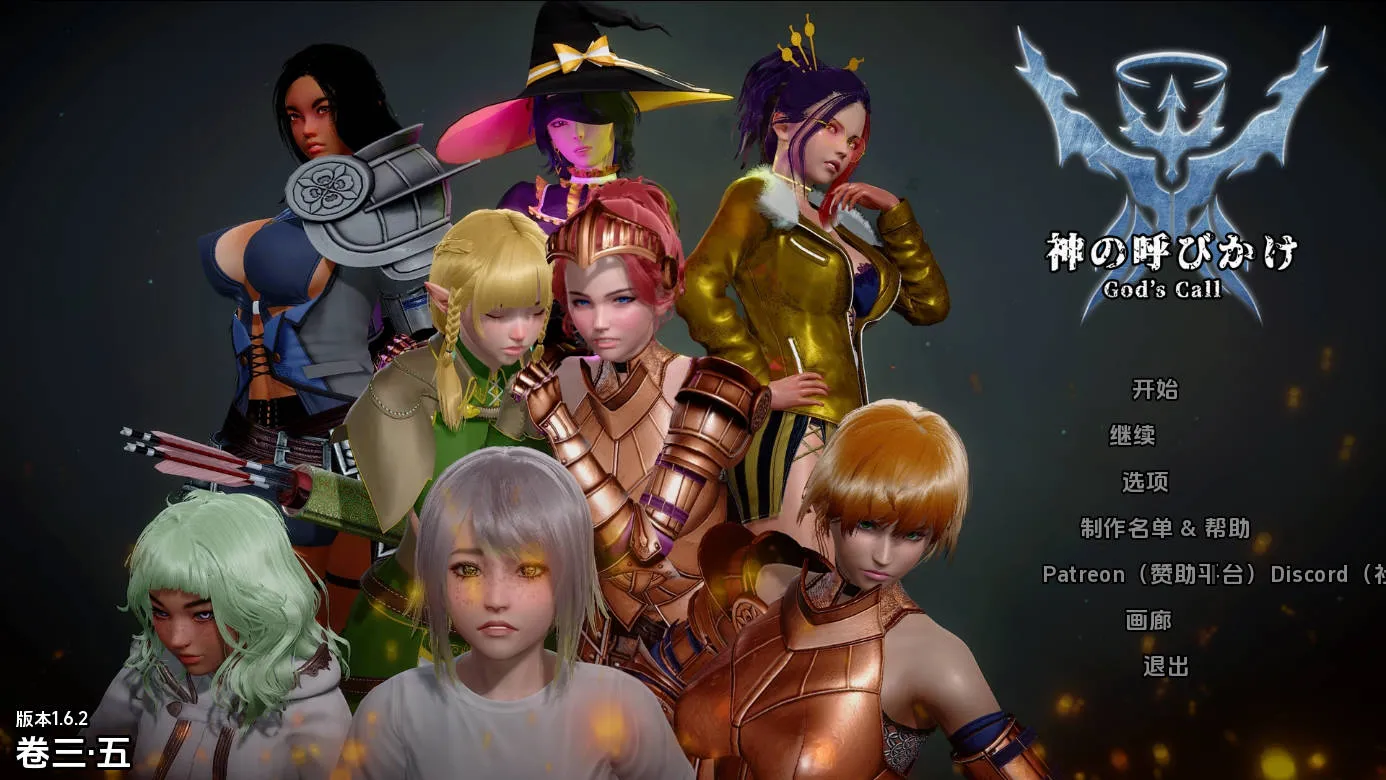 神の呼びかけ
God's Call
开始
继续
选项
制作名单 & 帮助
Patreon（赞助平台）Discord（社
画廊
退出
版本1.6.2
卷三·五